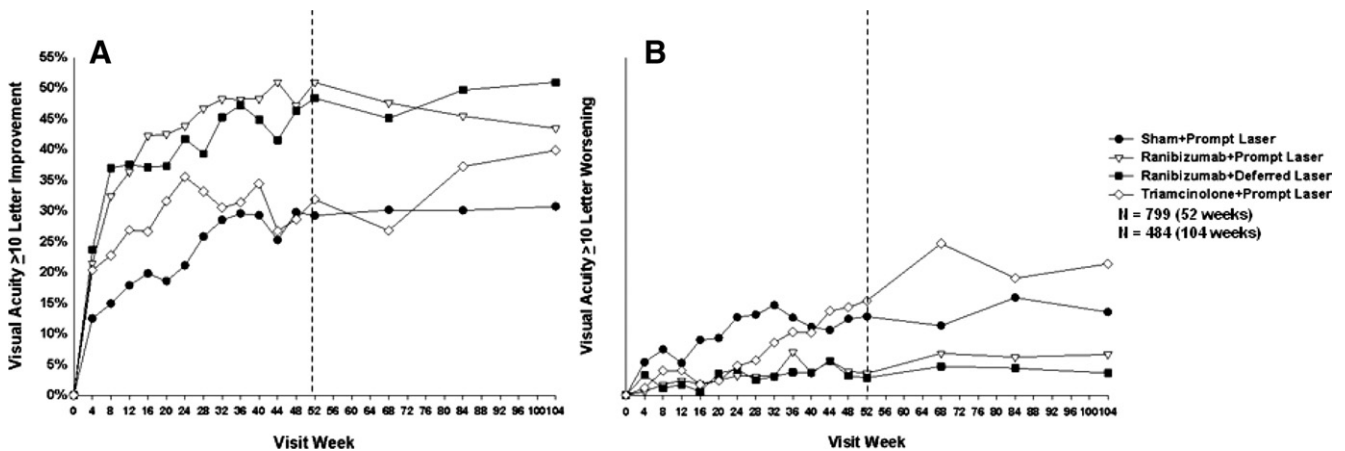 A
Visual Acuity ≥10 Letter Improvement
55%
50%
45%
40%
35%
30%
25%
20%
15%
10%
5%
0%
0 4 8 12 16 20 24 28 32 36 40 44 48 52 56 60 64 68 72 76 80 84 88 92 96 100 104
Visit Week
B
Visual Acuity ≥10 Letter Worsening
0 4 8 12 16 20 24 28 32 36 40 44 48 52 56 60 64 68 72 76 80 84 88 92 96 100 104
Visit Week
Sham+Prompt Laser
Ranibizumab+Prompt Laser
Ranibizumab+Deferred Laser
Triamcinolone+Prompt Laser
N = 799 (52 weeks)
N = 484 (104 weeks)